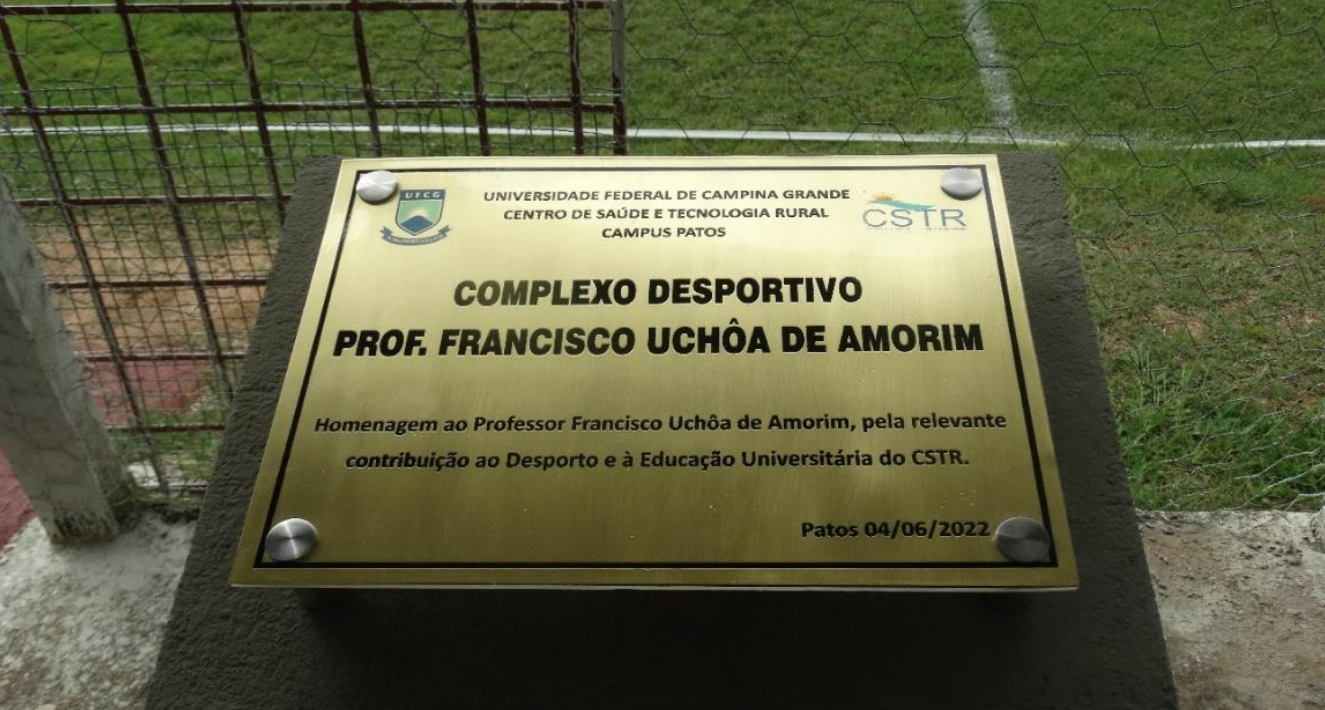 UFCG
UNIVERSIDADE FEDERAL DE CAMPINA GRANDE
CENTRO DE SAÚDE E TECNOLOGIA RURAL
CAMPUS PATOS
CSTR
COMPLEXO DESPORTIVO
PROF. FRANCISCO UCHÔA DE AMORIM
Homenagem ao Professor Francisco Uchôa de Amorim, pela relevante
contribuição ao Desporto e à Educação Universitária do CSTR.
Patos 04/06/2022